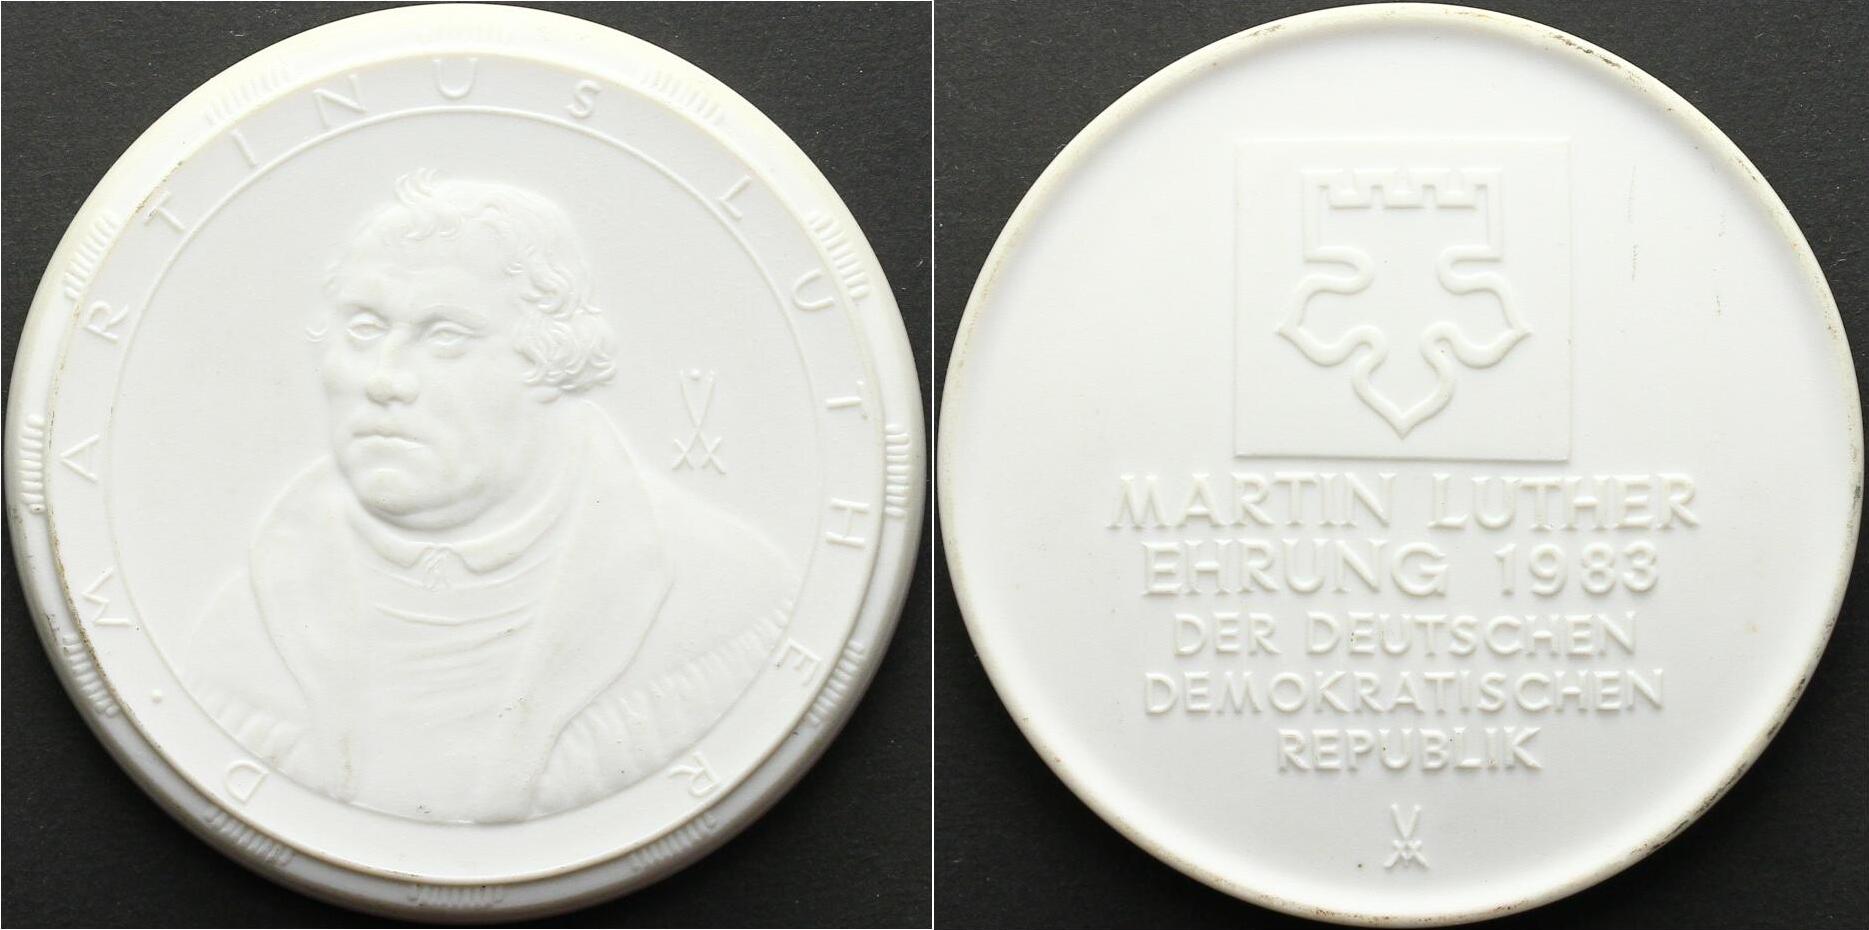 D. MARTINUS LUTHER
MARTIN LUTHER
EHRUNG 1983
DER DEUTSCHEN
DEMOKRATISCHEN
REPUBLIK